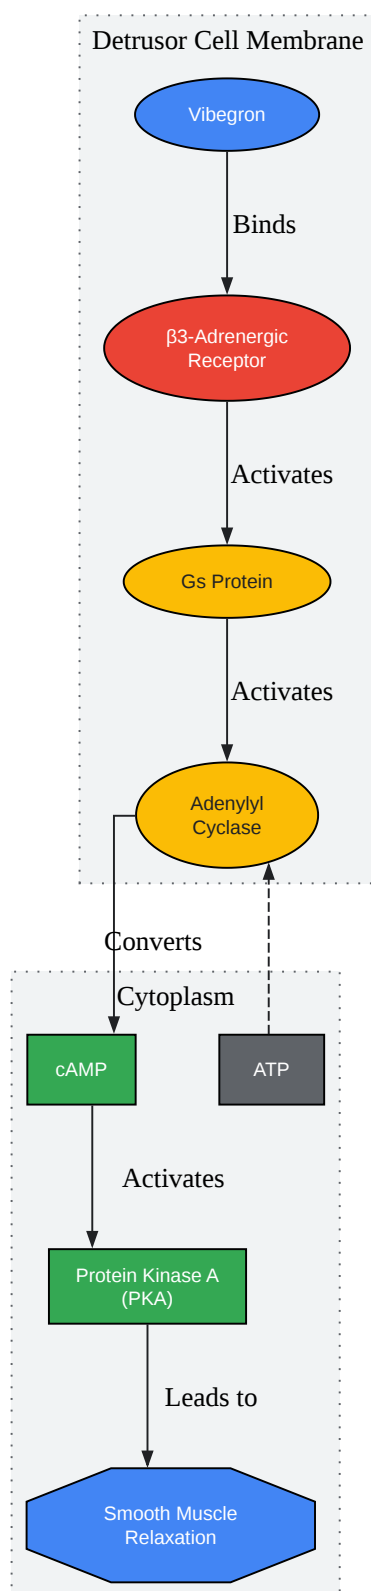 Detrusor Cell Membrane
Vibegron
Binds
β3-Adrenergic
Receptor
Activates
Gs Protein
Activates
Adenylyl
Cyclase
Converts
Cytoplasm
cAMP
ATP
Activates
Protein Kinase A
(PKA)
Leads to
Smooth Muscle
Relaxation